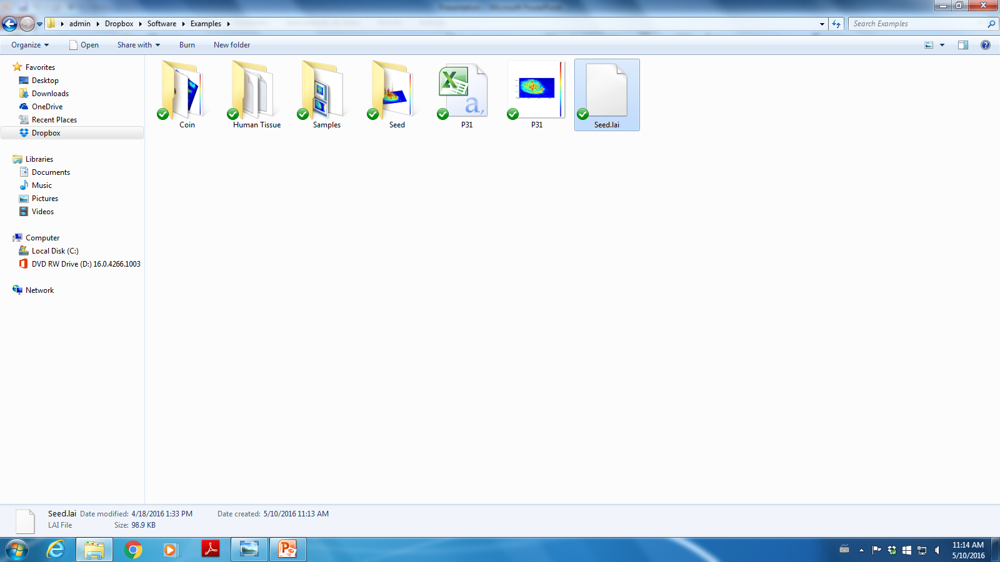 admin Dropbox Software Examples
Search Examples
Organize Open Share with Burn New folder
Favorites
Desktop
Downloads
OneDrive
Recent Places
Dropbox
Libraries
Documents
Music
Pictures
Videos
Computer
Local Disk (C:)
DVD RW Drive (D:) 16.0.4266.1003
Network
Coin
Human Tissue
Samples
Seed
P31
P31
Seed.lai
Seed.lai Date modified: 4/18/2016 1:33 PM Date created: 5/10/2016 11:13 AM
LAI File Size: 98.9 KB
11:14 AM
5/10/2016